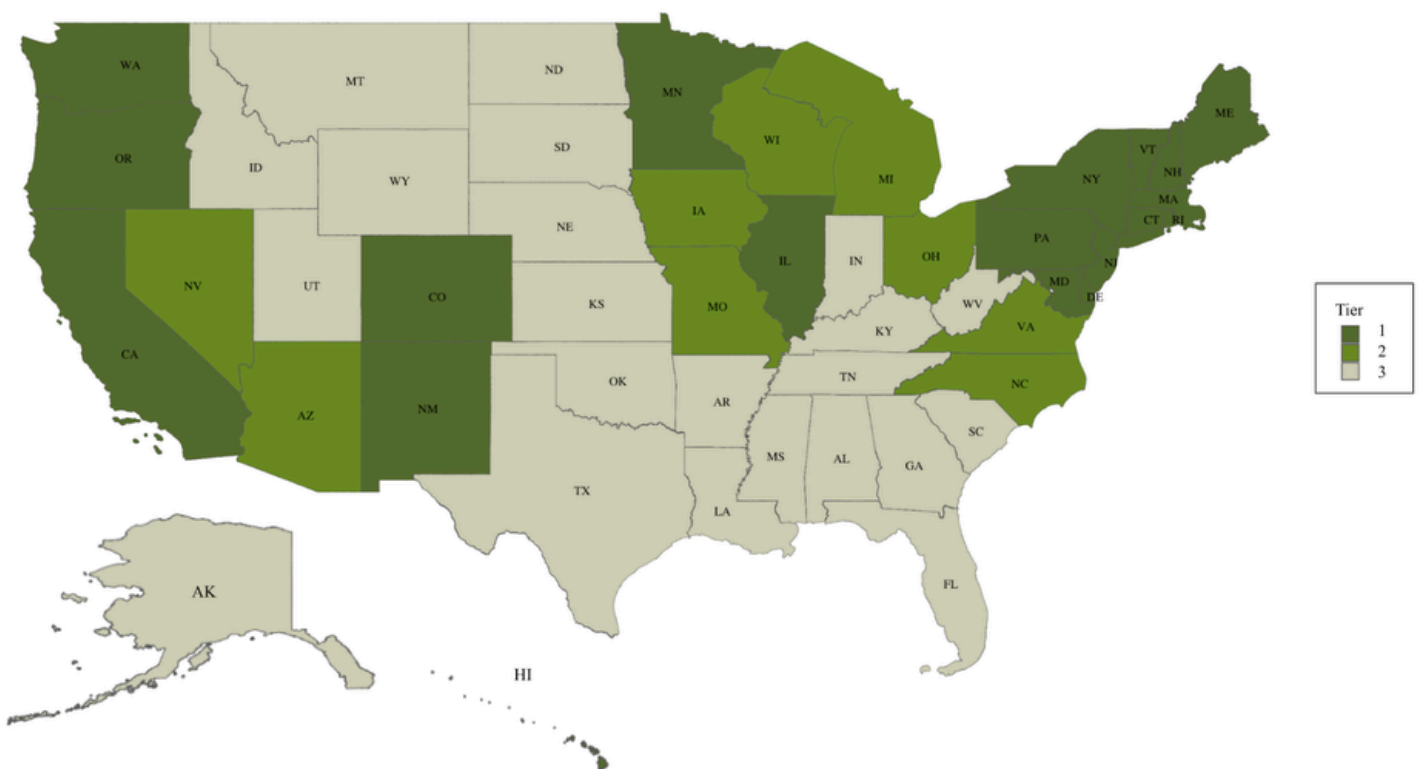 WA
MT
ND
MN
ME
OR
ID
WY
SD
WI
MI
NY
VT
NH
MA
CT
RI
IA
NE
PA
NJ
NV
UT
CO
KS
MO
IL
IN
OH
MD
DE
WV
VA
KY
CA
AZ
NM
OK
AR
TN
NC
SC
TX
LA
MS
AL
GA
FL
AK
HI
Tier
1
2
3